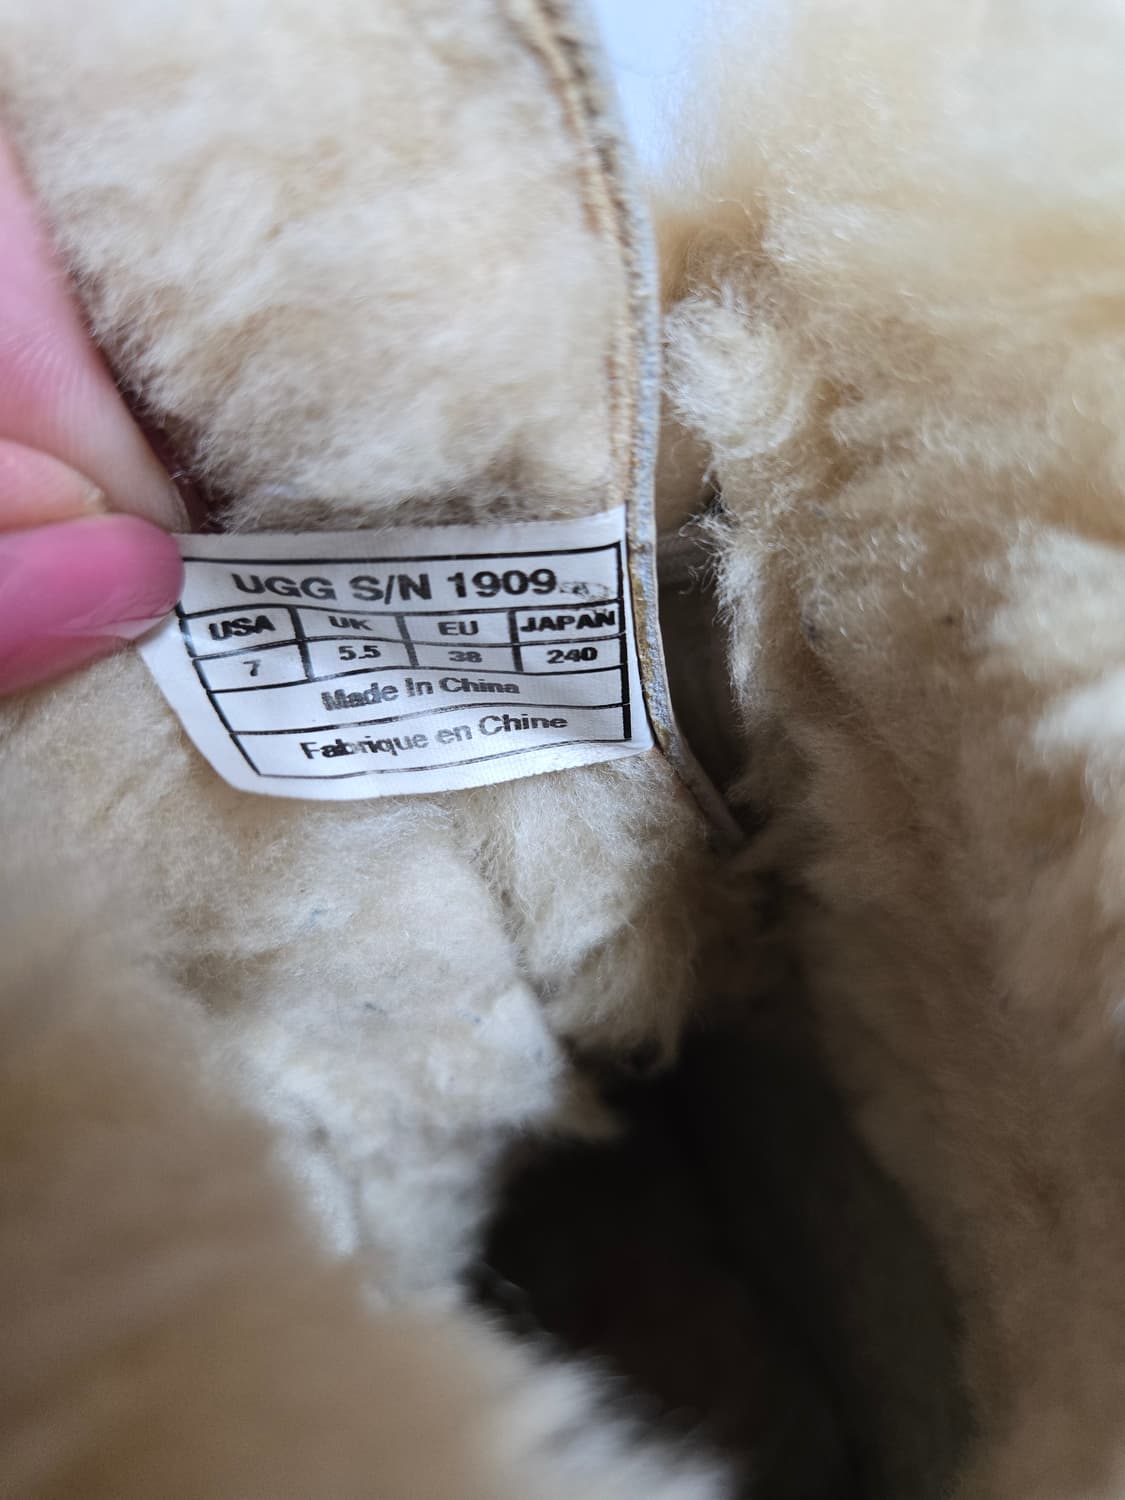 UGG S/N 1909
USA UK EU JAPAN
7 5.5 38 240
Made In China
Fabrique en Chine